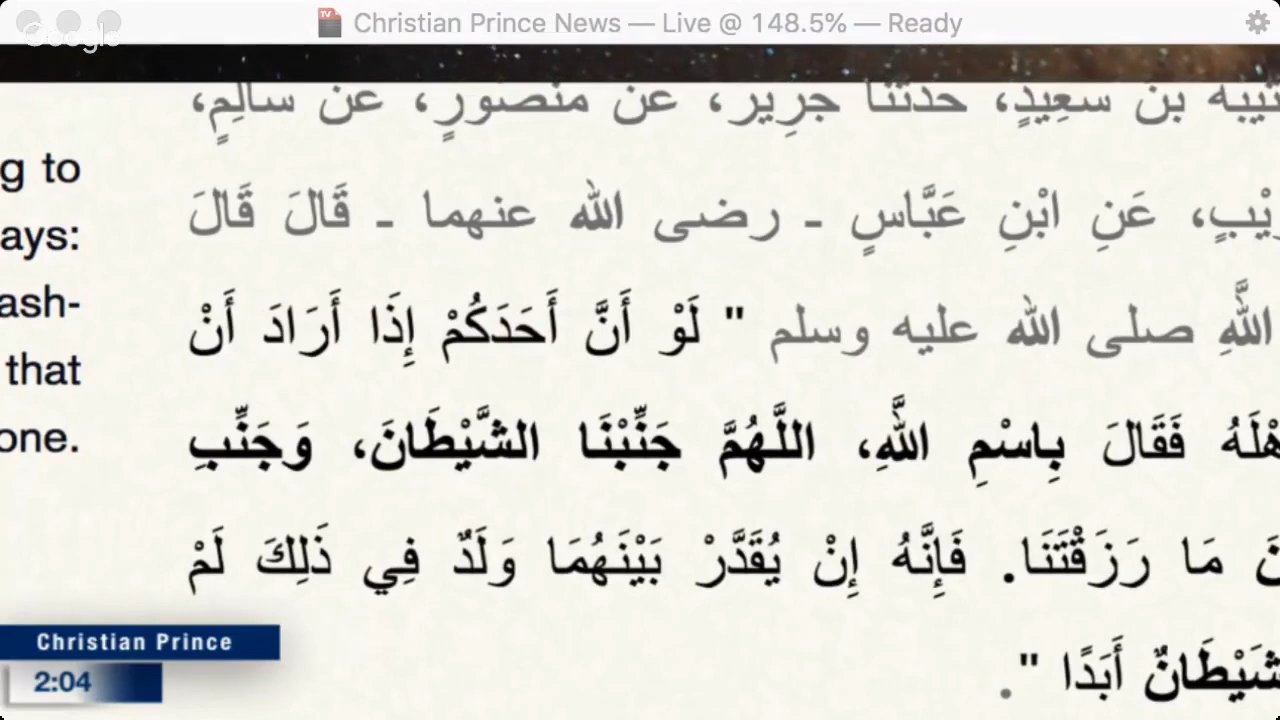 Christian Prince News — Live @ 148.5% — Ready
Google
بن سعِيدٍ، حدثنا جرِير، عن منصورٍ، عن سالِمٍ،
g to
عَنِ ابْنِ عَبَّاسٍ ـ رضى الله عنهما ـ قَالَ قَالَ
ays:
ash-
اللَّهِ صلى الله عليه وسلم " لَوْ أَنَّ أَحَدَكُمْ إِذَا أَرَادَ أَنْ
that
فَقَالَ بِاسْمِ اللَّهِ، اللَّهُمَّ جَنِّبْنَا الشَّيْطَانَ، وَجَنِّبِ
one.
مَا رَزَقْتَنَا. فَإِنَّهُ إِنْ يُقَدَّرْ بَيْنَهُمَا وَلَدٌ فِي ذَلِكَ لَمْ
شَيْطَانٌ أَبَدًا ".
Christian Prince
2:04